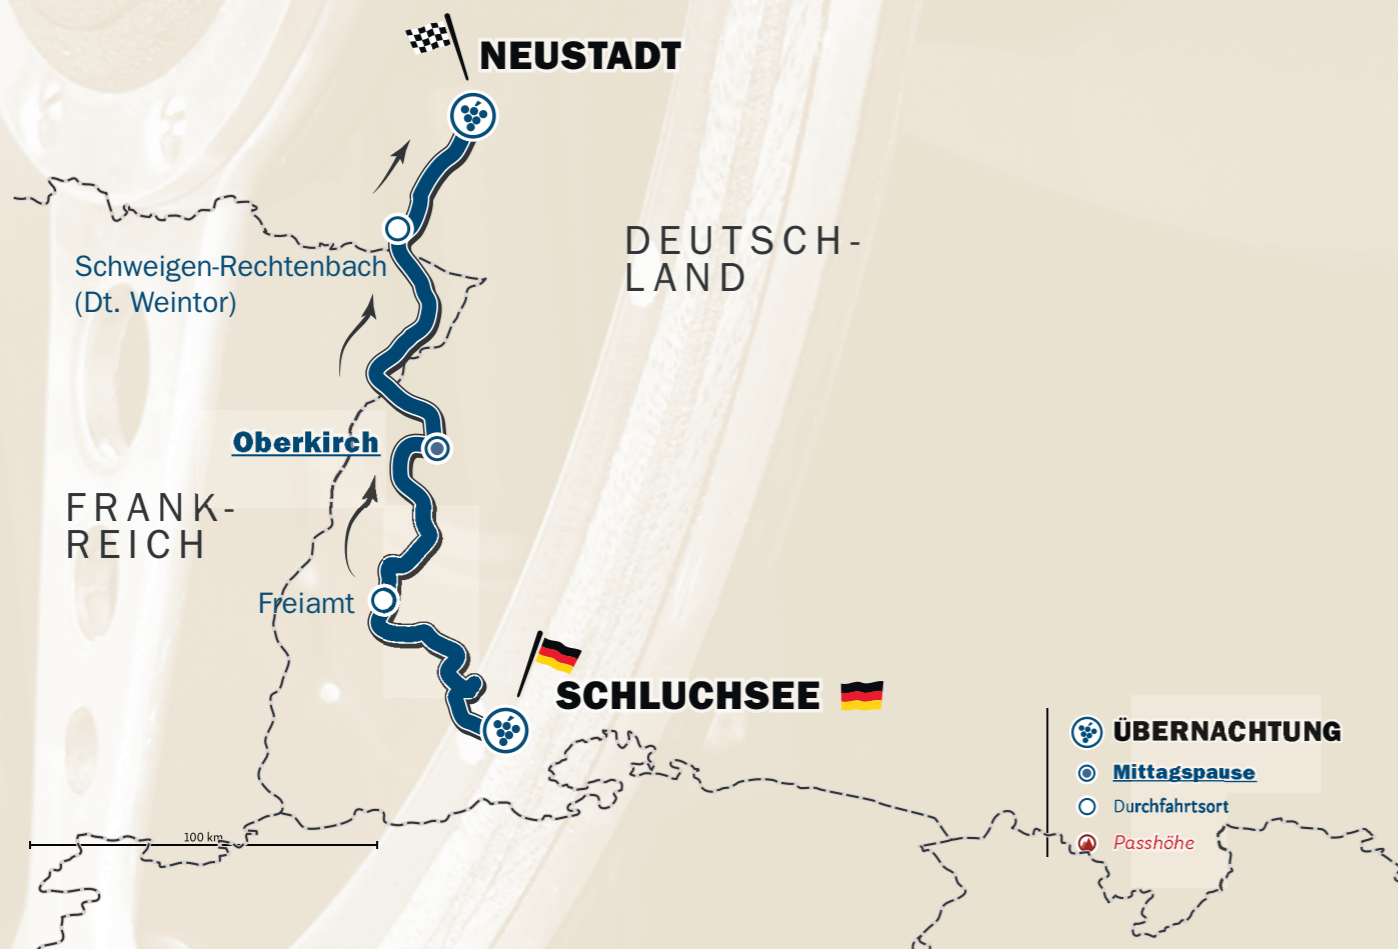 NEUSTADT
DEUTSCH-
LAND
Schweigen-Rechtenbach
(Dt. Weintor)
Oberkirch
FRANK-
REICH
Freiamt
SCHLUCHSEE
ÜBERNACHTUNG
Mittagspause
Durchfahrtsort
Passhöhe
100 km